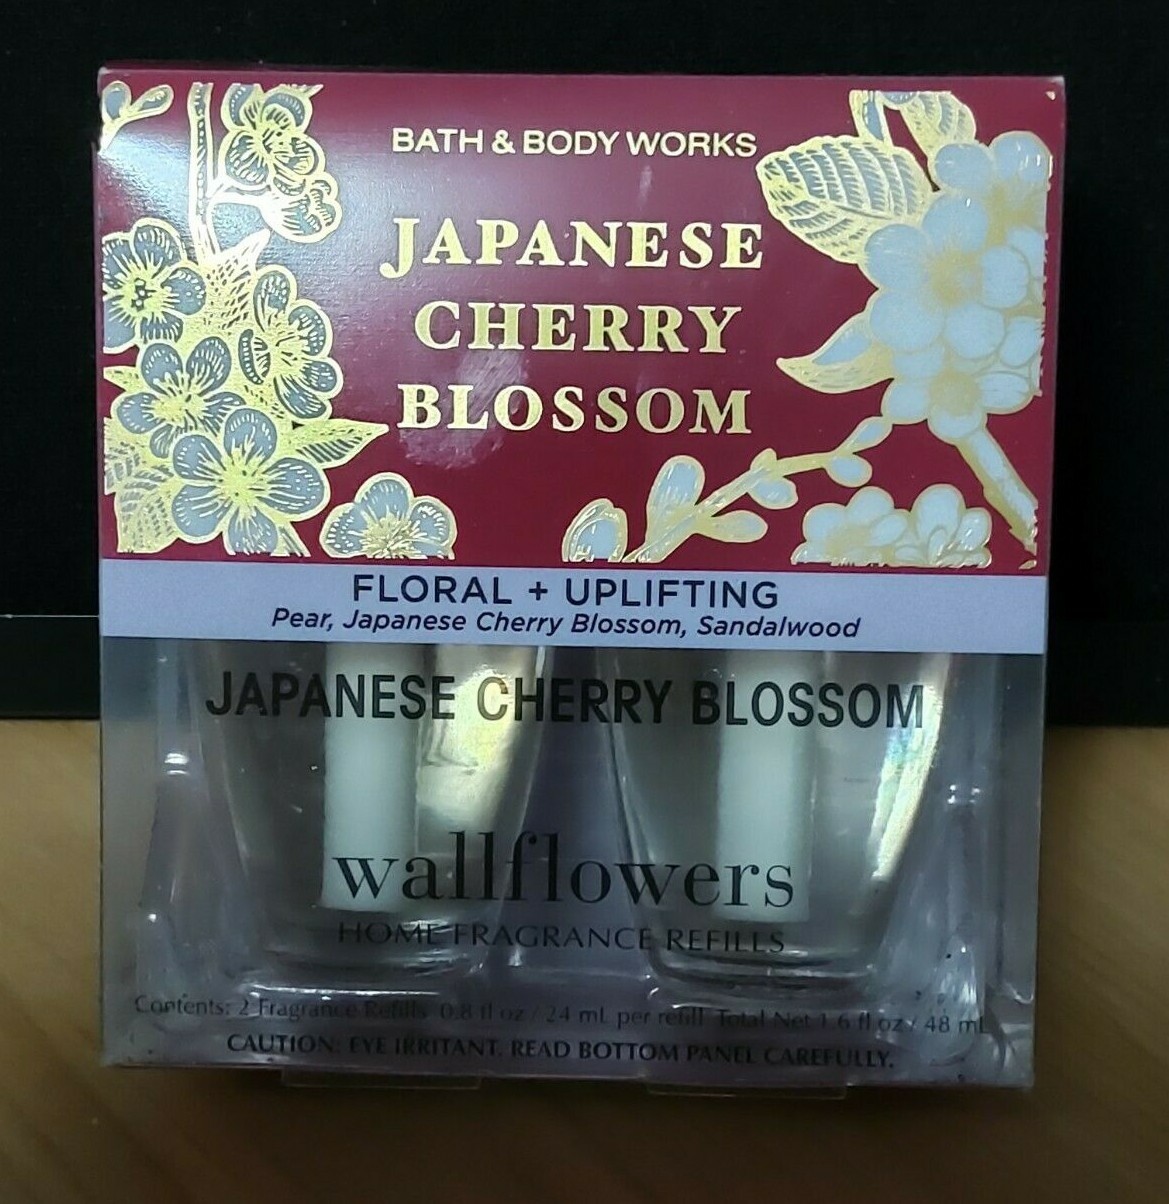 BATH & BODY WORKS
JAPANESE
CHERRY
BLOSSOM
FLORAL + UPLIFTING
Pear, Japanese Cherry Blossom, Sandalwood
JAPANESE CHERRY BLOSSOM
wallflowers
HOME FRAGRANCE REFILLS
Contents: 2 Fragrance Refills 0.8 fl oz / 24 mL per refill Total Net 1.6 fl oz / 48 mL
CAUTION: EYE IRRITANT. READ BOTTOM PANEL CAREFULLY.